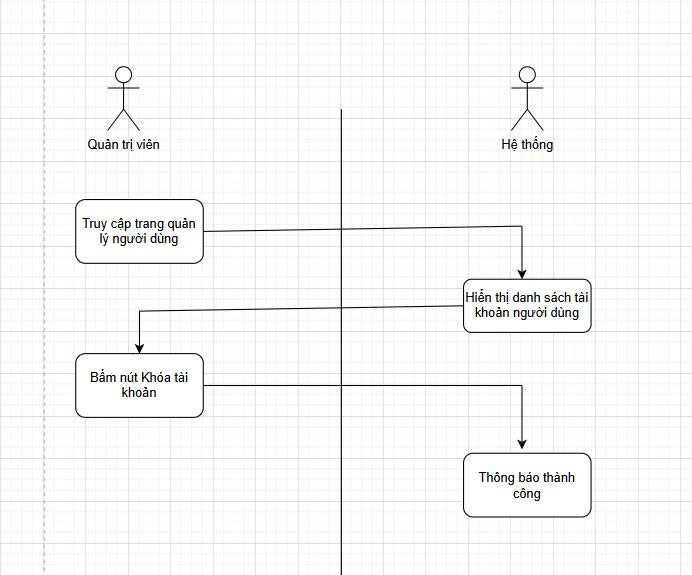 Quản trị viên
Hệ thống
Truy cập trang quản
lý người dùng
Hiển thị danh sách tài
khoản người dùng
Bấm nút Khóa tài
khoản
Thông báo thành
công